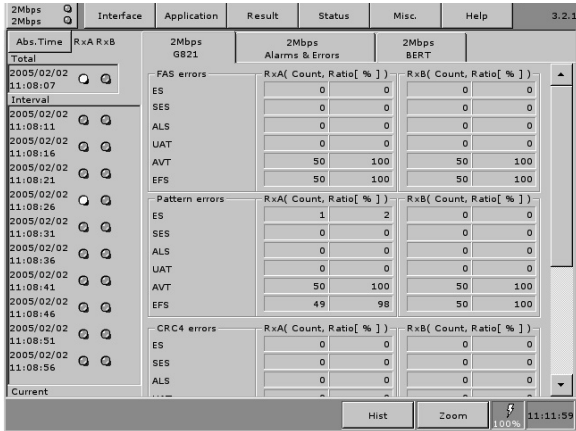 2Mbps
2Mbps
Interface Application Result Status Misc. Help 3.2.1
Abs.Time RxA RxB
Total
2005/02/02
11:08:07
Interval
2005/02/02
11:08:11
2005/02/02
11:08:16
2005/02/02
11:08:21
2005/02/02
11:08:26
2005/02/02
11:08:31
2005/02/02
11:08:36
2005/02/02
11:08:41
2005/02/02
11:08:46
2005/02/02
11:08:51
2005/02/02
11:08:56
Current
2Mbps
G821
2Mbps
Alarms & Errors
2Mbps
BERT
FAS errors RxA( Count, Ratio[ % ] ) RxB( Count, Ratio[ % ] )
ES 0 0 0 0
SES 0 0 0 0
ALS 0 0 0 0
UAT 0 0 0 0
AVT 50 100 50 100
EFS 50 100 50 100
Pattern errors RxA( Count, Ratio[ % ] ) RxB( Count, Ratio[ % ] )
ES 1 2 0 0
SES 0 0 0 0
ALS 0 0 0 0
UAT 0 0 0 0
AVT 50 100 50 100
EFS 49 98 50 100
CRC4 errors RxA( Count, Ratio[ % ] ) RxB( Count, Ratio[ % ] )
ES 0 0 0 0
SES 0 0 0 0
ALS 0 0 0 0
Hist Zoom 100% 11:11:59